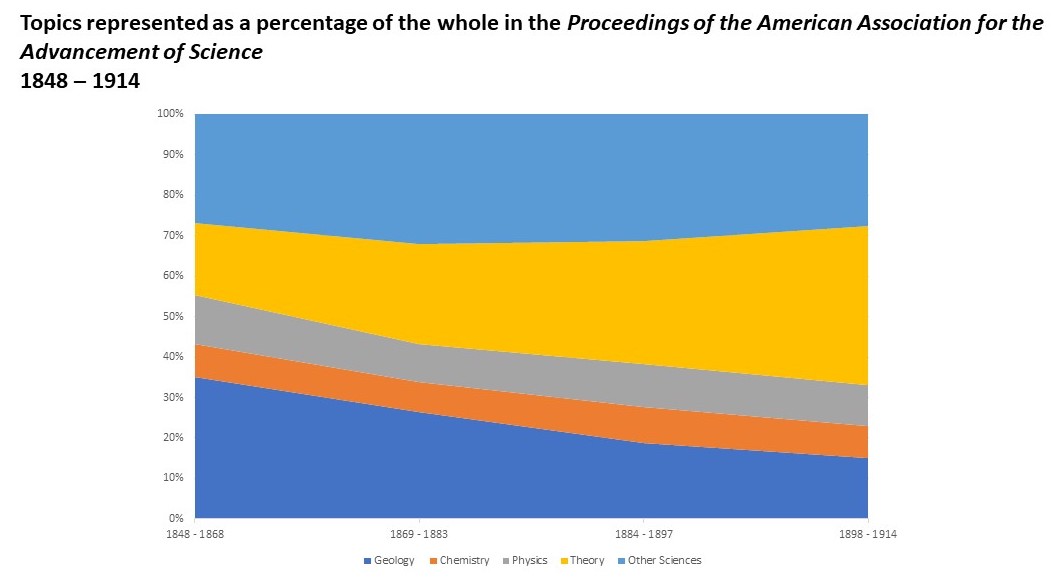 Topics represented as a percentage of the whole in the Proceedings of the American Association for the
Advancement of Science
1848 – 1914
100%
90%
80%
70%
60%
50%
40%
30%
20%
10%
0%
1848 - 1868 1869 - 1883 1884 - 1897 1898 - 1914
Geology Chemistry Physics Theory Other Sciences